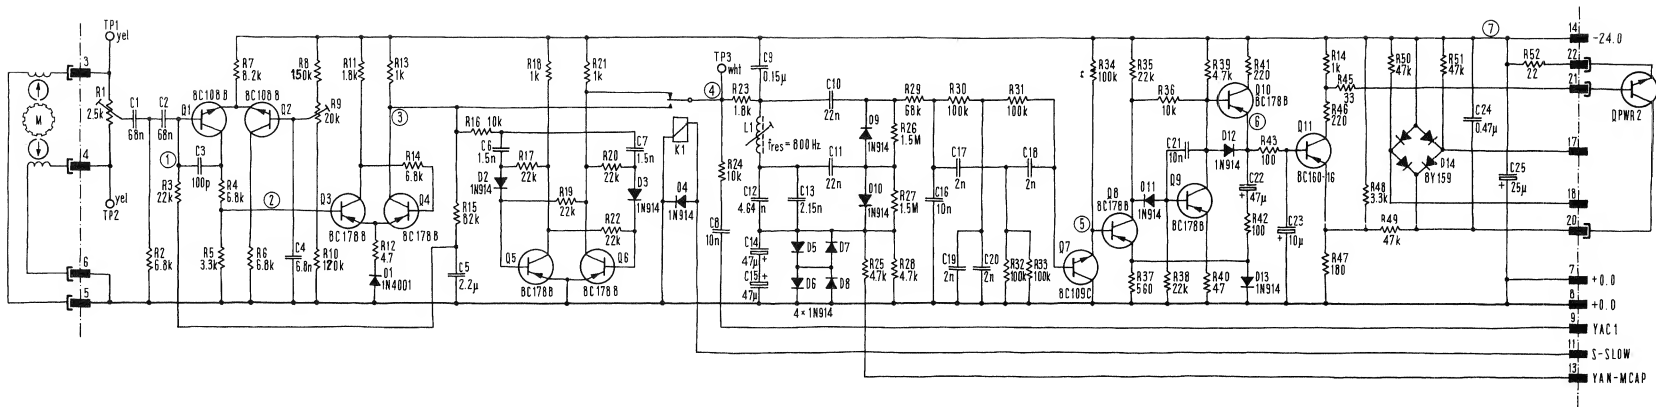 TP1
yel
3
R1
2.5k
M
4
yel
TP2
6
5
C1
68n
C2
68n
1
R3
22k
R2
6.8k
Q1
BC108B
C3
100p
R4
6.8k
R5
3.3k
R7
8.2k
BC108B
Q2
R6
6.8k
2
C4
6.8n
R8
150k
R9
20k
R10
120k
R11
1.8k
R13
1k
3
R14
6.8k
Q3
BC178B
Q4
BC178B
R12
4.7
D1
1N4001
R15
82k
C5
2.2µ
R16 10k
C6
1.5n
D2
1N914
R17
22k
R18
1k
R19
22k
R20
22k
R21
1k
R22
22k
C7
1.5n
D3
1N914
Q5
BC178B
Q6
BC178B
K1
D4
1N914
TP3
wht
4
R23
1.8k
R24
10k
C8
10n
C9
0.15µ
L1
fres = 800 Hz
C10
22n
C11
22n
C12
4.64n
C13
2.15n
C14
47µ
C15
47µ
D5
D7
D6
D8
4 × 1N914
D9
1N914
D10
1N914
R25
47k
R26
1.5M
R27
1.5M
R28
4.7k
R29
68k
R30
100k
R31
100k
C16
10n
C17
2n
C18
2n
C19
2n
C20
2n
R32
100k
R33
100k
Q7
BC109C
5
R34
100k
R35
22k
R36
10k
Q8
BC178B
D11
1N914
R37
560
R38
22k
C21
10n
Q9
BC178B
R39
4.7k
R40
47
D12
1N914
Q10
BC178B
R41
220
6
C22
47µ
R42
100
D13
1N914
R43
100
C23
10µ
Q11
BC160-16
R14
1k
R45
33
R46
220
R47
180
R48
3.3k
R49
47k
R50
47k
R51
47k
D14
BY159
C24
0.47µ
C25
25µ
R52
22
7
14
-24.0
22
21
QPWR2
17
18
20
7
+0.0
8
+0.0
9
YAC1
11
S-SLOW
13
YAN-MCAP